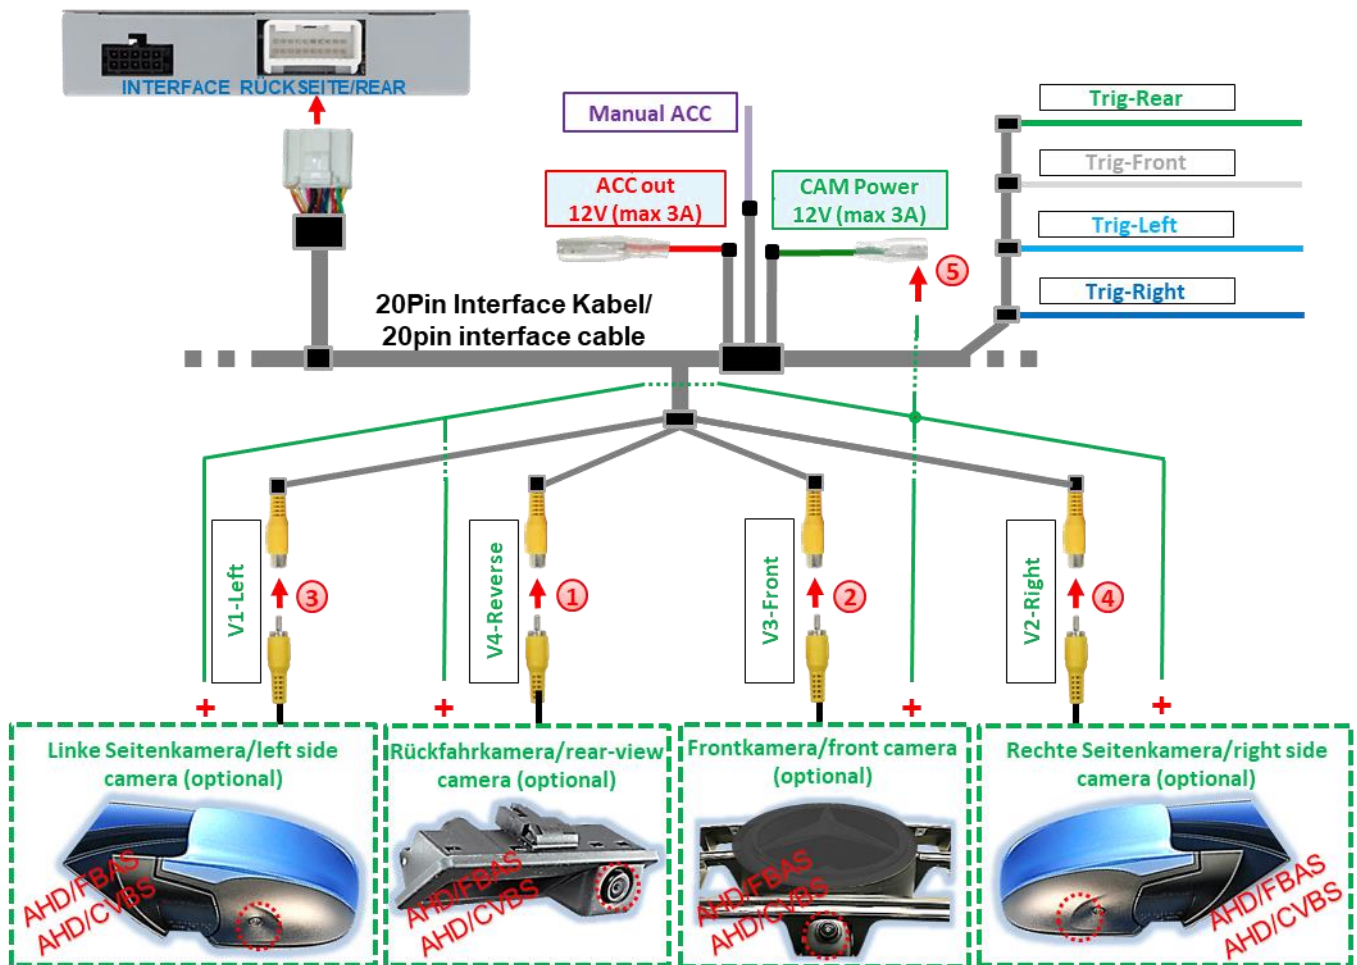 INTERFACE RÜCKSEITE/REAR
Manual ACC
ACC out
12V (max 3A)
CAM Power
12V (max 3A)
Trig-Rear
Trig-Front
Trig-Left
Trig-Right
5
20Pin Interface Kabel/
20pin interface cable
V1-Left
3
V4-Reverse
1
V3-Front
2
V2-Right
4
+
+
+
+
Linke Seitenkamera/left side
camera (optional)
AHD/FBAS
AHD/CVBS
Rückfahrkamera/rear-view
camera (optional)
AHD/FBAS
AHD/CVBS
Frontkamera/front camera
(optional)
AHD/FBAS
AHD/CVBS
Rechte Seitenkamera/right side
camera (optional)
AHD/FBAS
AHD/CVBS